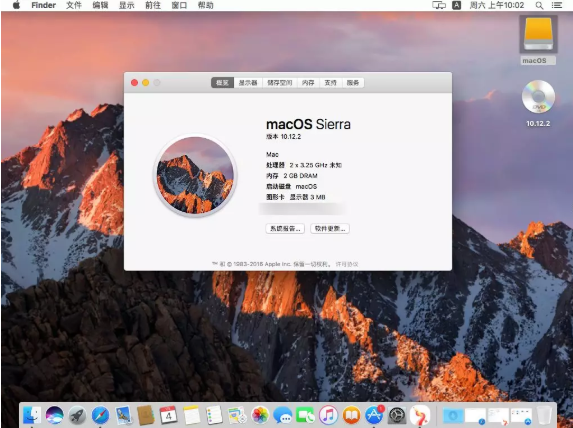 Finder 文件 编辑 显示 前往 窗口 帮助 A 周六 上午10:02
macOS
DVD
10.12.2
概览 显示器 储存空间 内存 支持 服务
macOS Sierra
版本 10.12.2
Mac
处理器 2 x 3.25 GHz 未知
内存 2 GB DRAM
启动磁盘 macOS
图形卡 显示器 3 MB
系统报告... 软件更新...
™ 和 © 1983-2016 Apple Inc. 保留一切权利。 许可协议
4